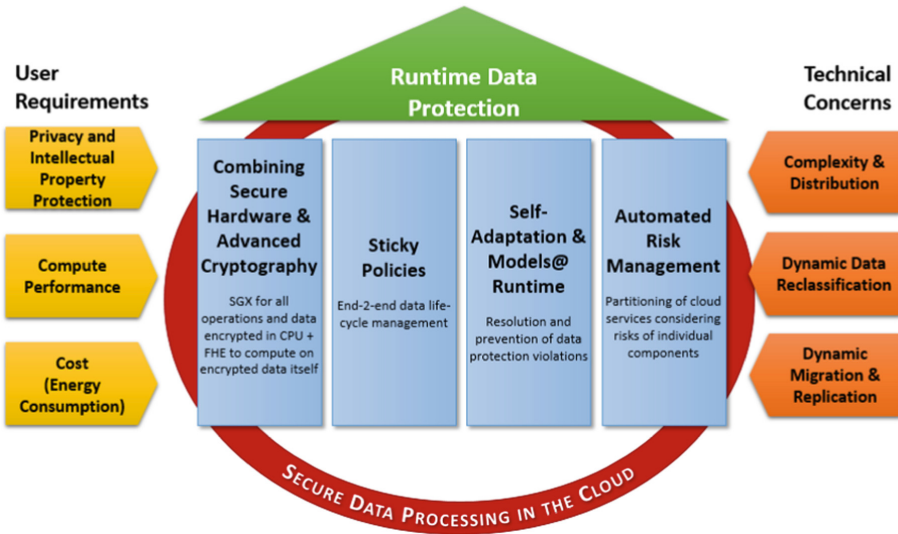 Runtime Data
Protection
User
Requirements
Privacy and
Intellectual
Property
Protection
Compute
Performance
Cost
(Energy
Consumption)
Combining
Secure
Hardware &
Advanced
Cryptography
SGX for all
operations and data
encrypted in CPU +
FHE to compute on
encrypted data itself
Sticky
Policies
End-2-end data life-
cycle management
Self-
Adaptation &
Models@
Runtime
Resolution and
prevention of data
protection violations
Automated
Risk
Management
Partitioning of cloud
services considering
risks of individual
components
Technical
Concerns
Complexity &
Distribution
Dynamic Data
Reclassification
Dynamic
Migration &
Replication
SECURE DATA PROCESSING IN THE CLOUD